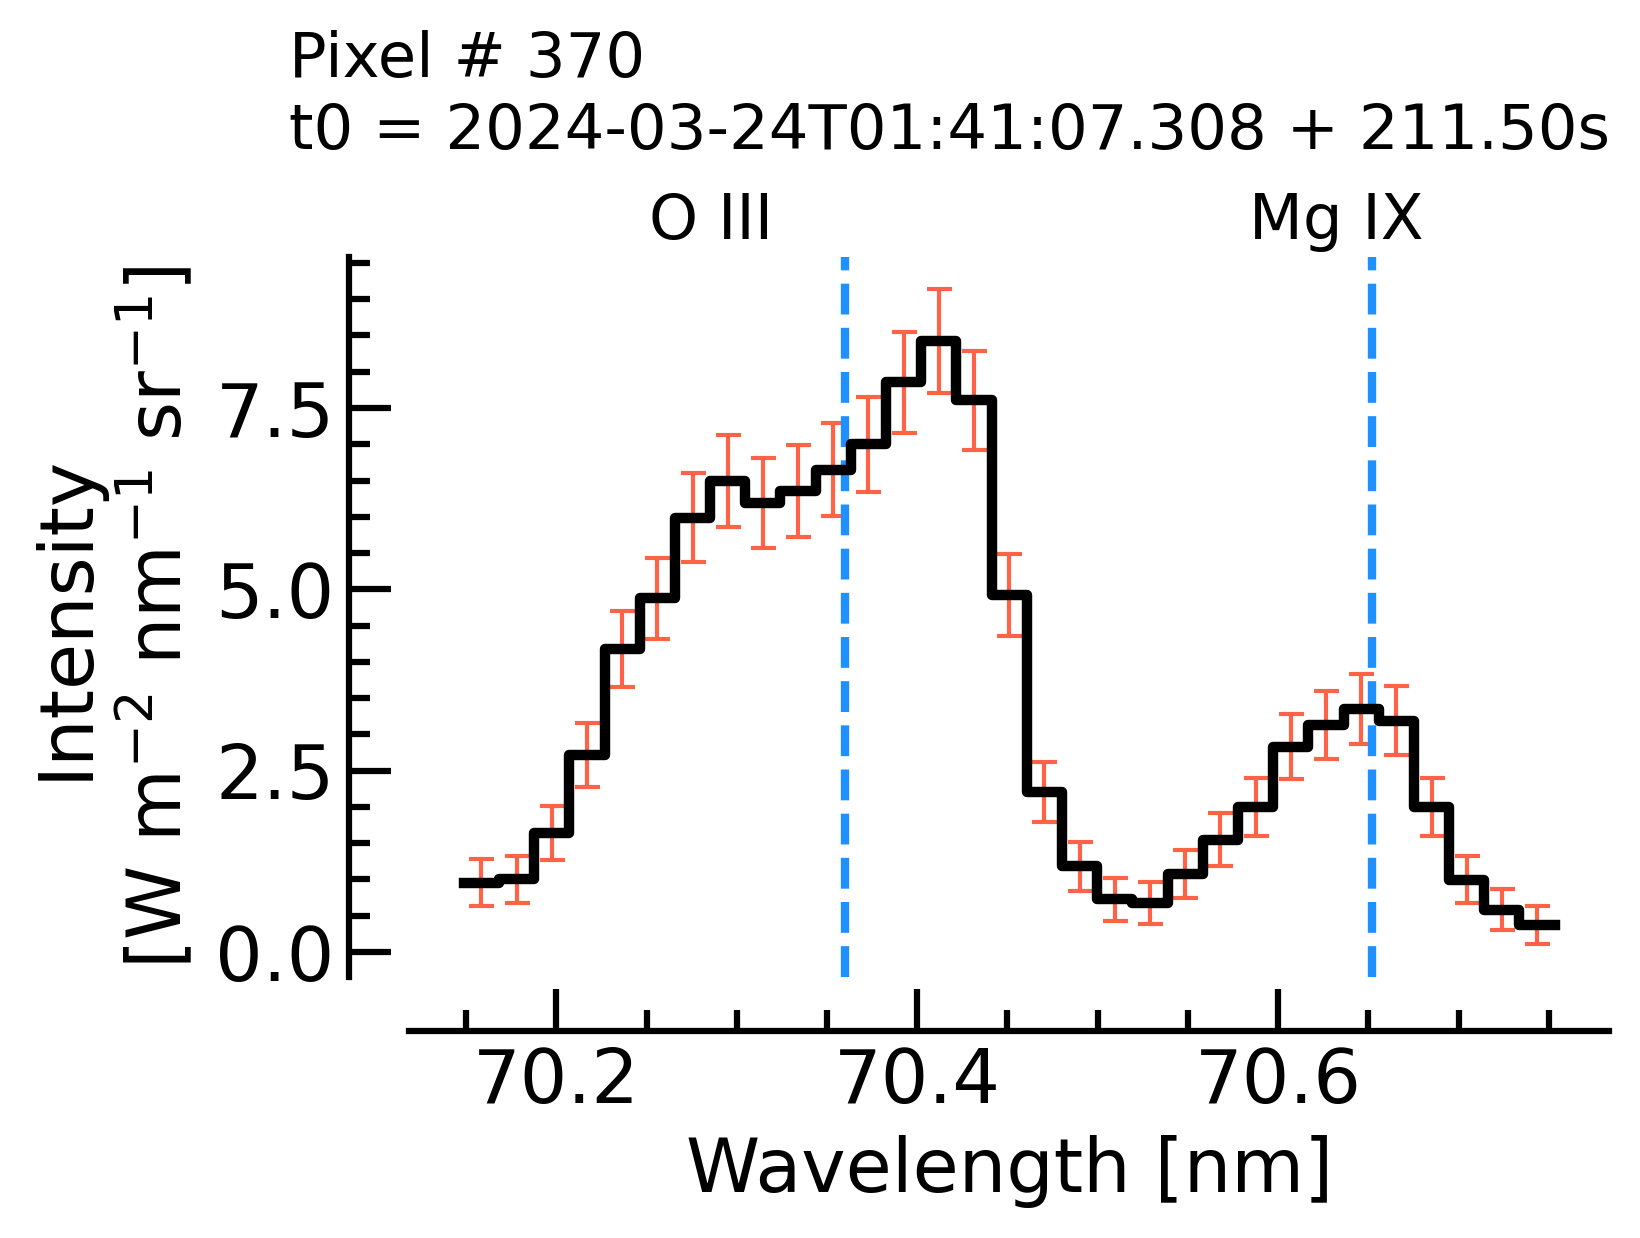 Pixel # 370
t0 = 2024-03-24T01:41:07.308 + 211.50s
O III
Mg IX
Intensity
[W m⁻² nm⁻¹ sr⁻¹]
7.5
5.0
2.5
0.0
70.2
70.4
70.6
Wavelength [nm]